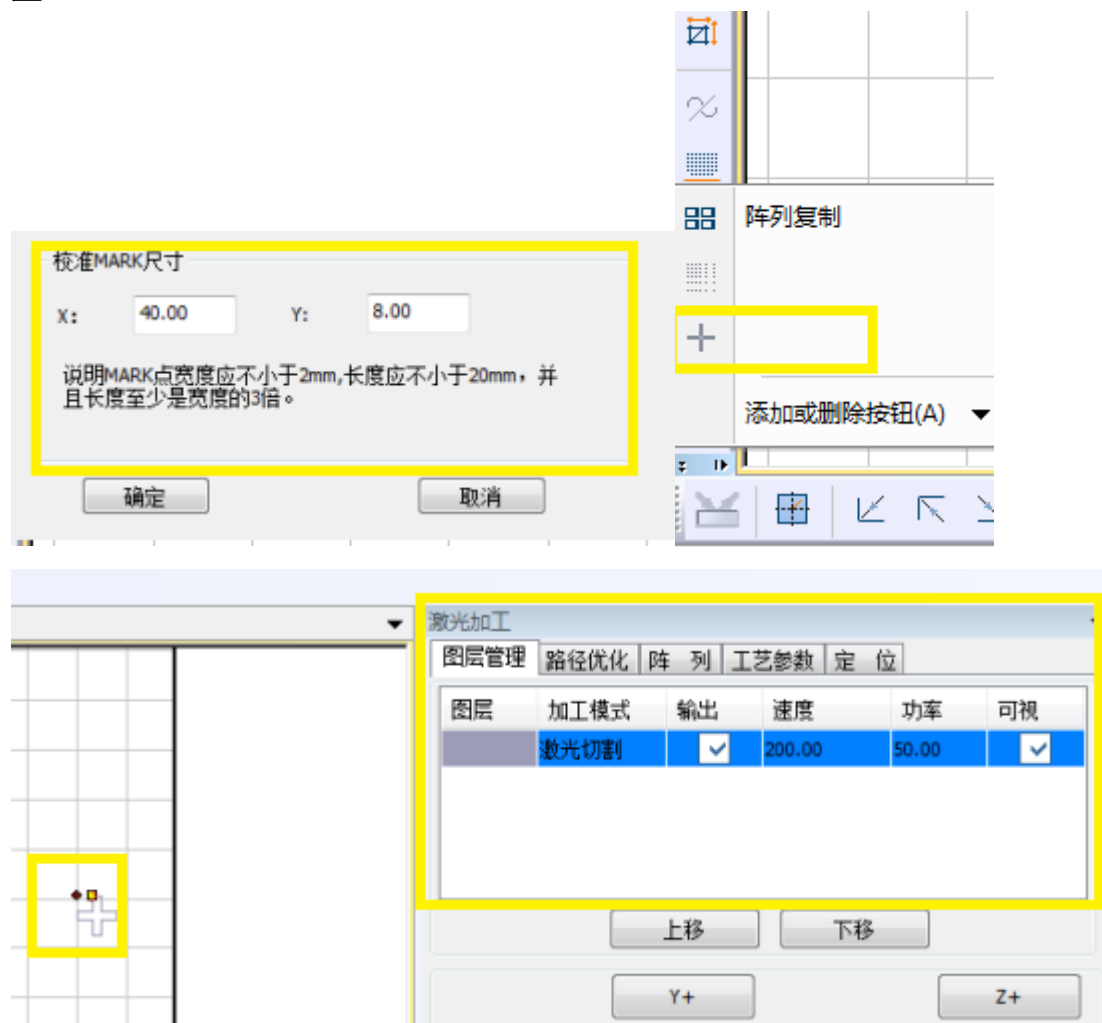 阵列复制
校准MARK尺寸
X: 40.00 Y: 8.00
说明MARK点宽度应不小于2mm,长度应不小于20mm，并
且长度至少是宽度的3倍。
添加或删除按钮(A)
确定 取消
激光加工
图层管理 路径优化 阵 列 工艺参数 定 位
图层 加工模式 输出 速度 功率 可视
激光切割 200.00 50.00
上移 下移
Y+ Z+